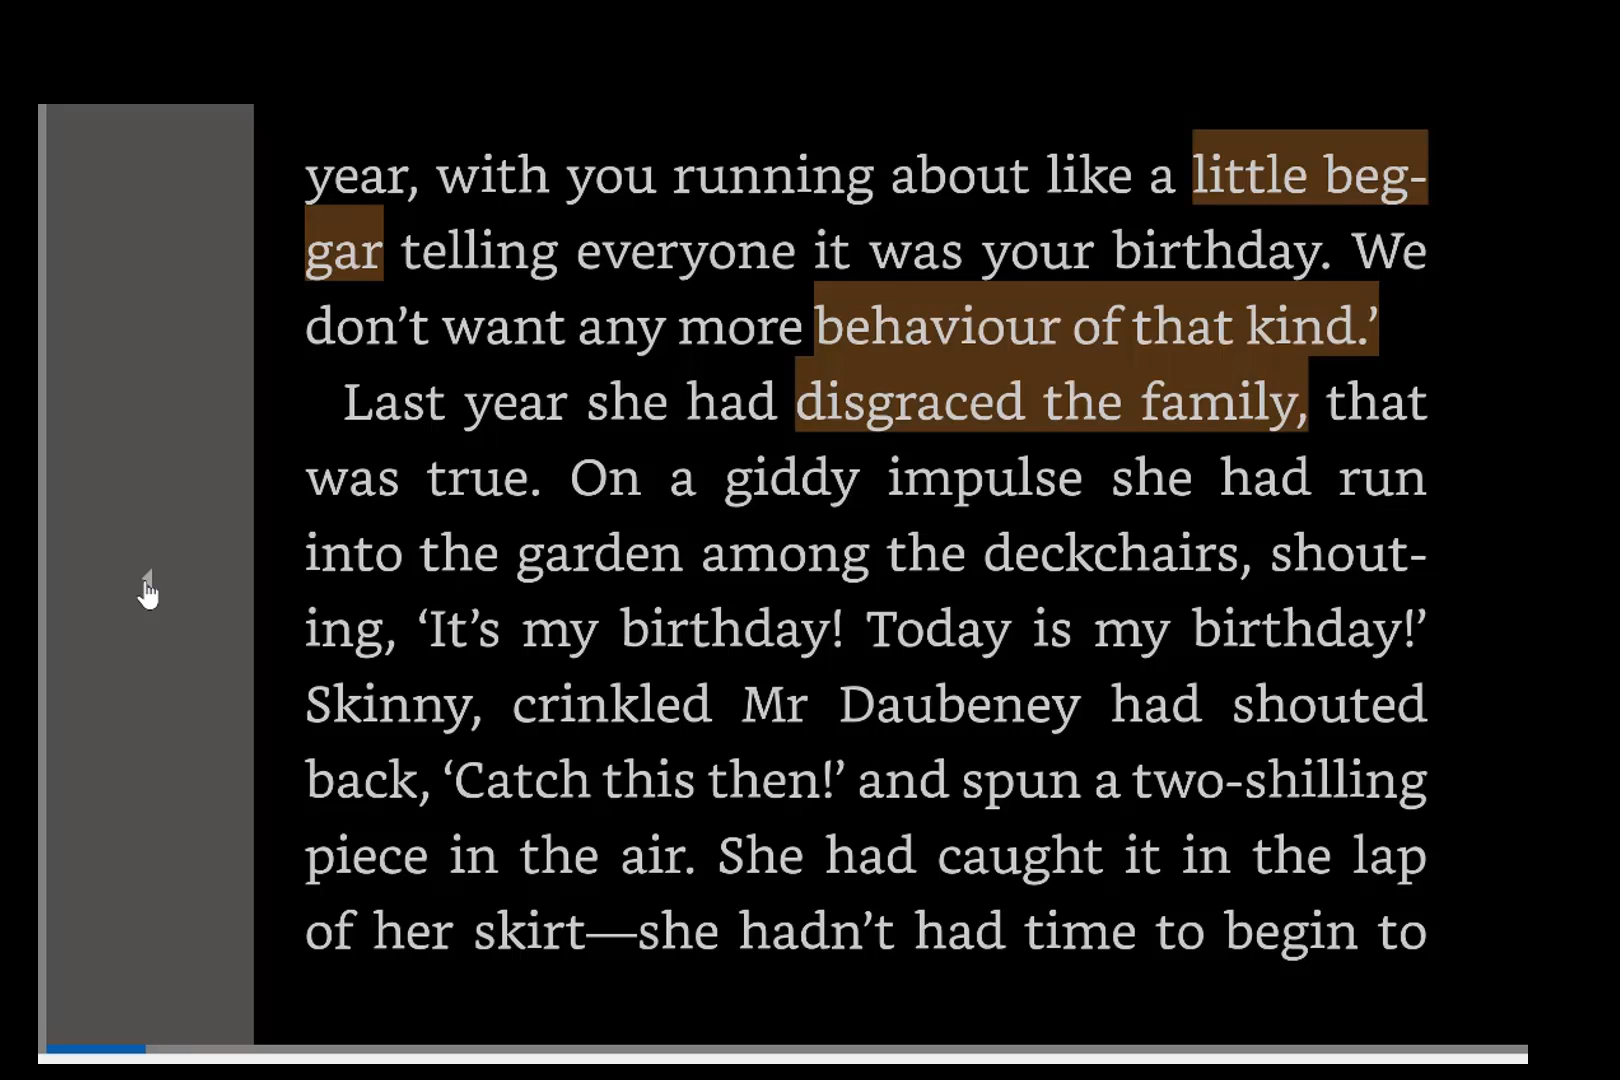 year, with you running about like a little beg-
gar telling everyone it was your birthday. We
don’t want any more behaviour of that kind.’
Last year she had disgraced the family, that
was true. On a giddy impulse she had run
into the garden among the deckchairs, shout-
ing, ‘It’s my birthday! Today is my birthday!’
Skinny, crinkled Mr Daubeney had shouted
back, ‘Catch this then!’ and spun a two-shilling
piece in the air. She had caught it in the lap
of her skirt—she hadn’t had time to begin to